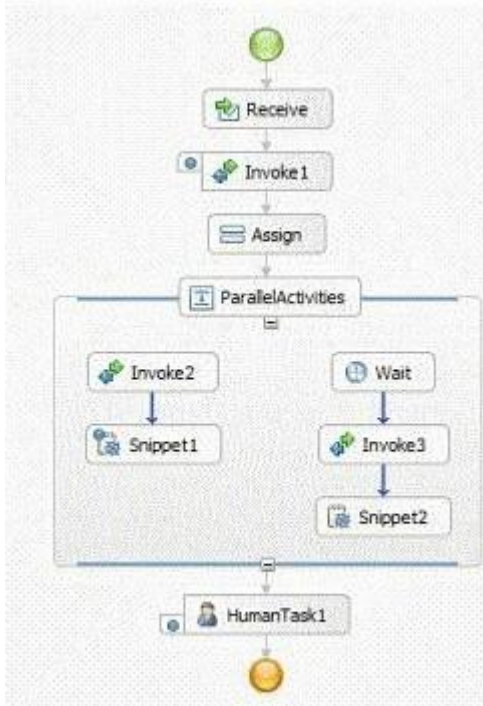 Receive
Invoke1
Assign
ParallelActivities
Invoke2
Wait
Snippet1
Invoke3
Snippet2
HumanTask1